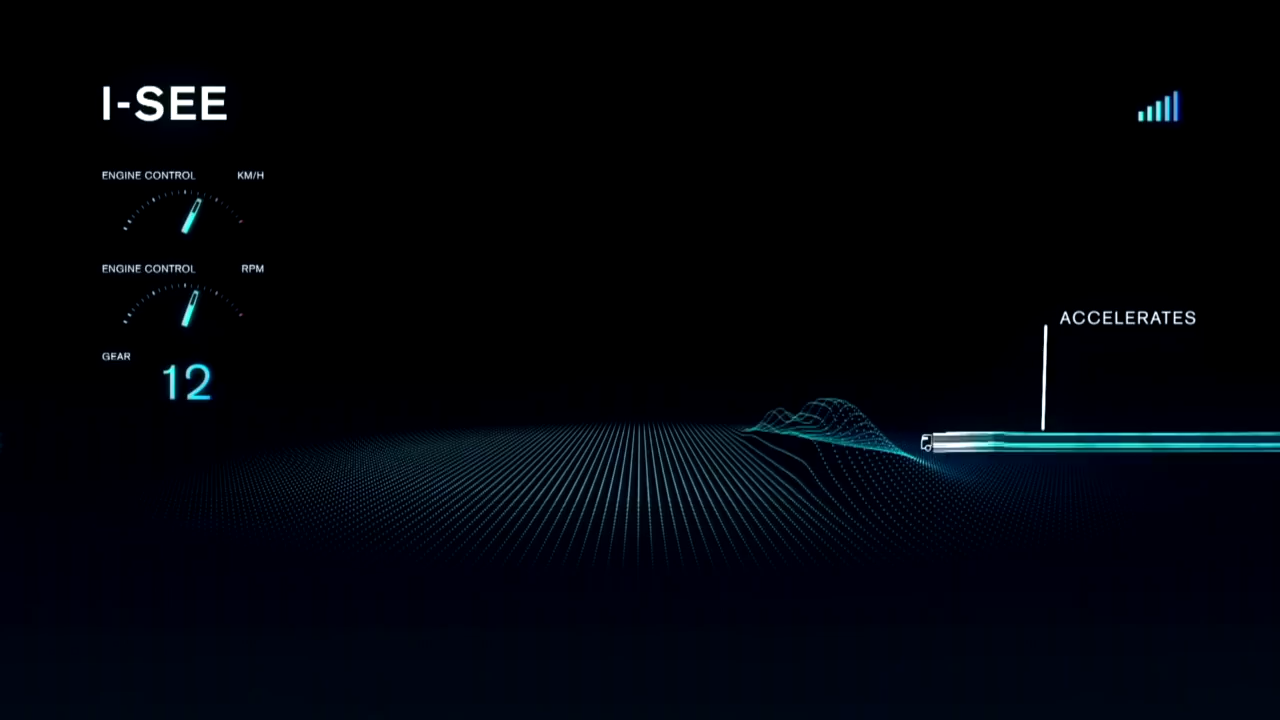 I-SEE
ENGINE CONTROL KM/H
ENGINE CONTROL RPM
GEAR
12
ACCELERATES